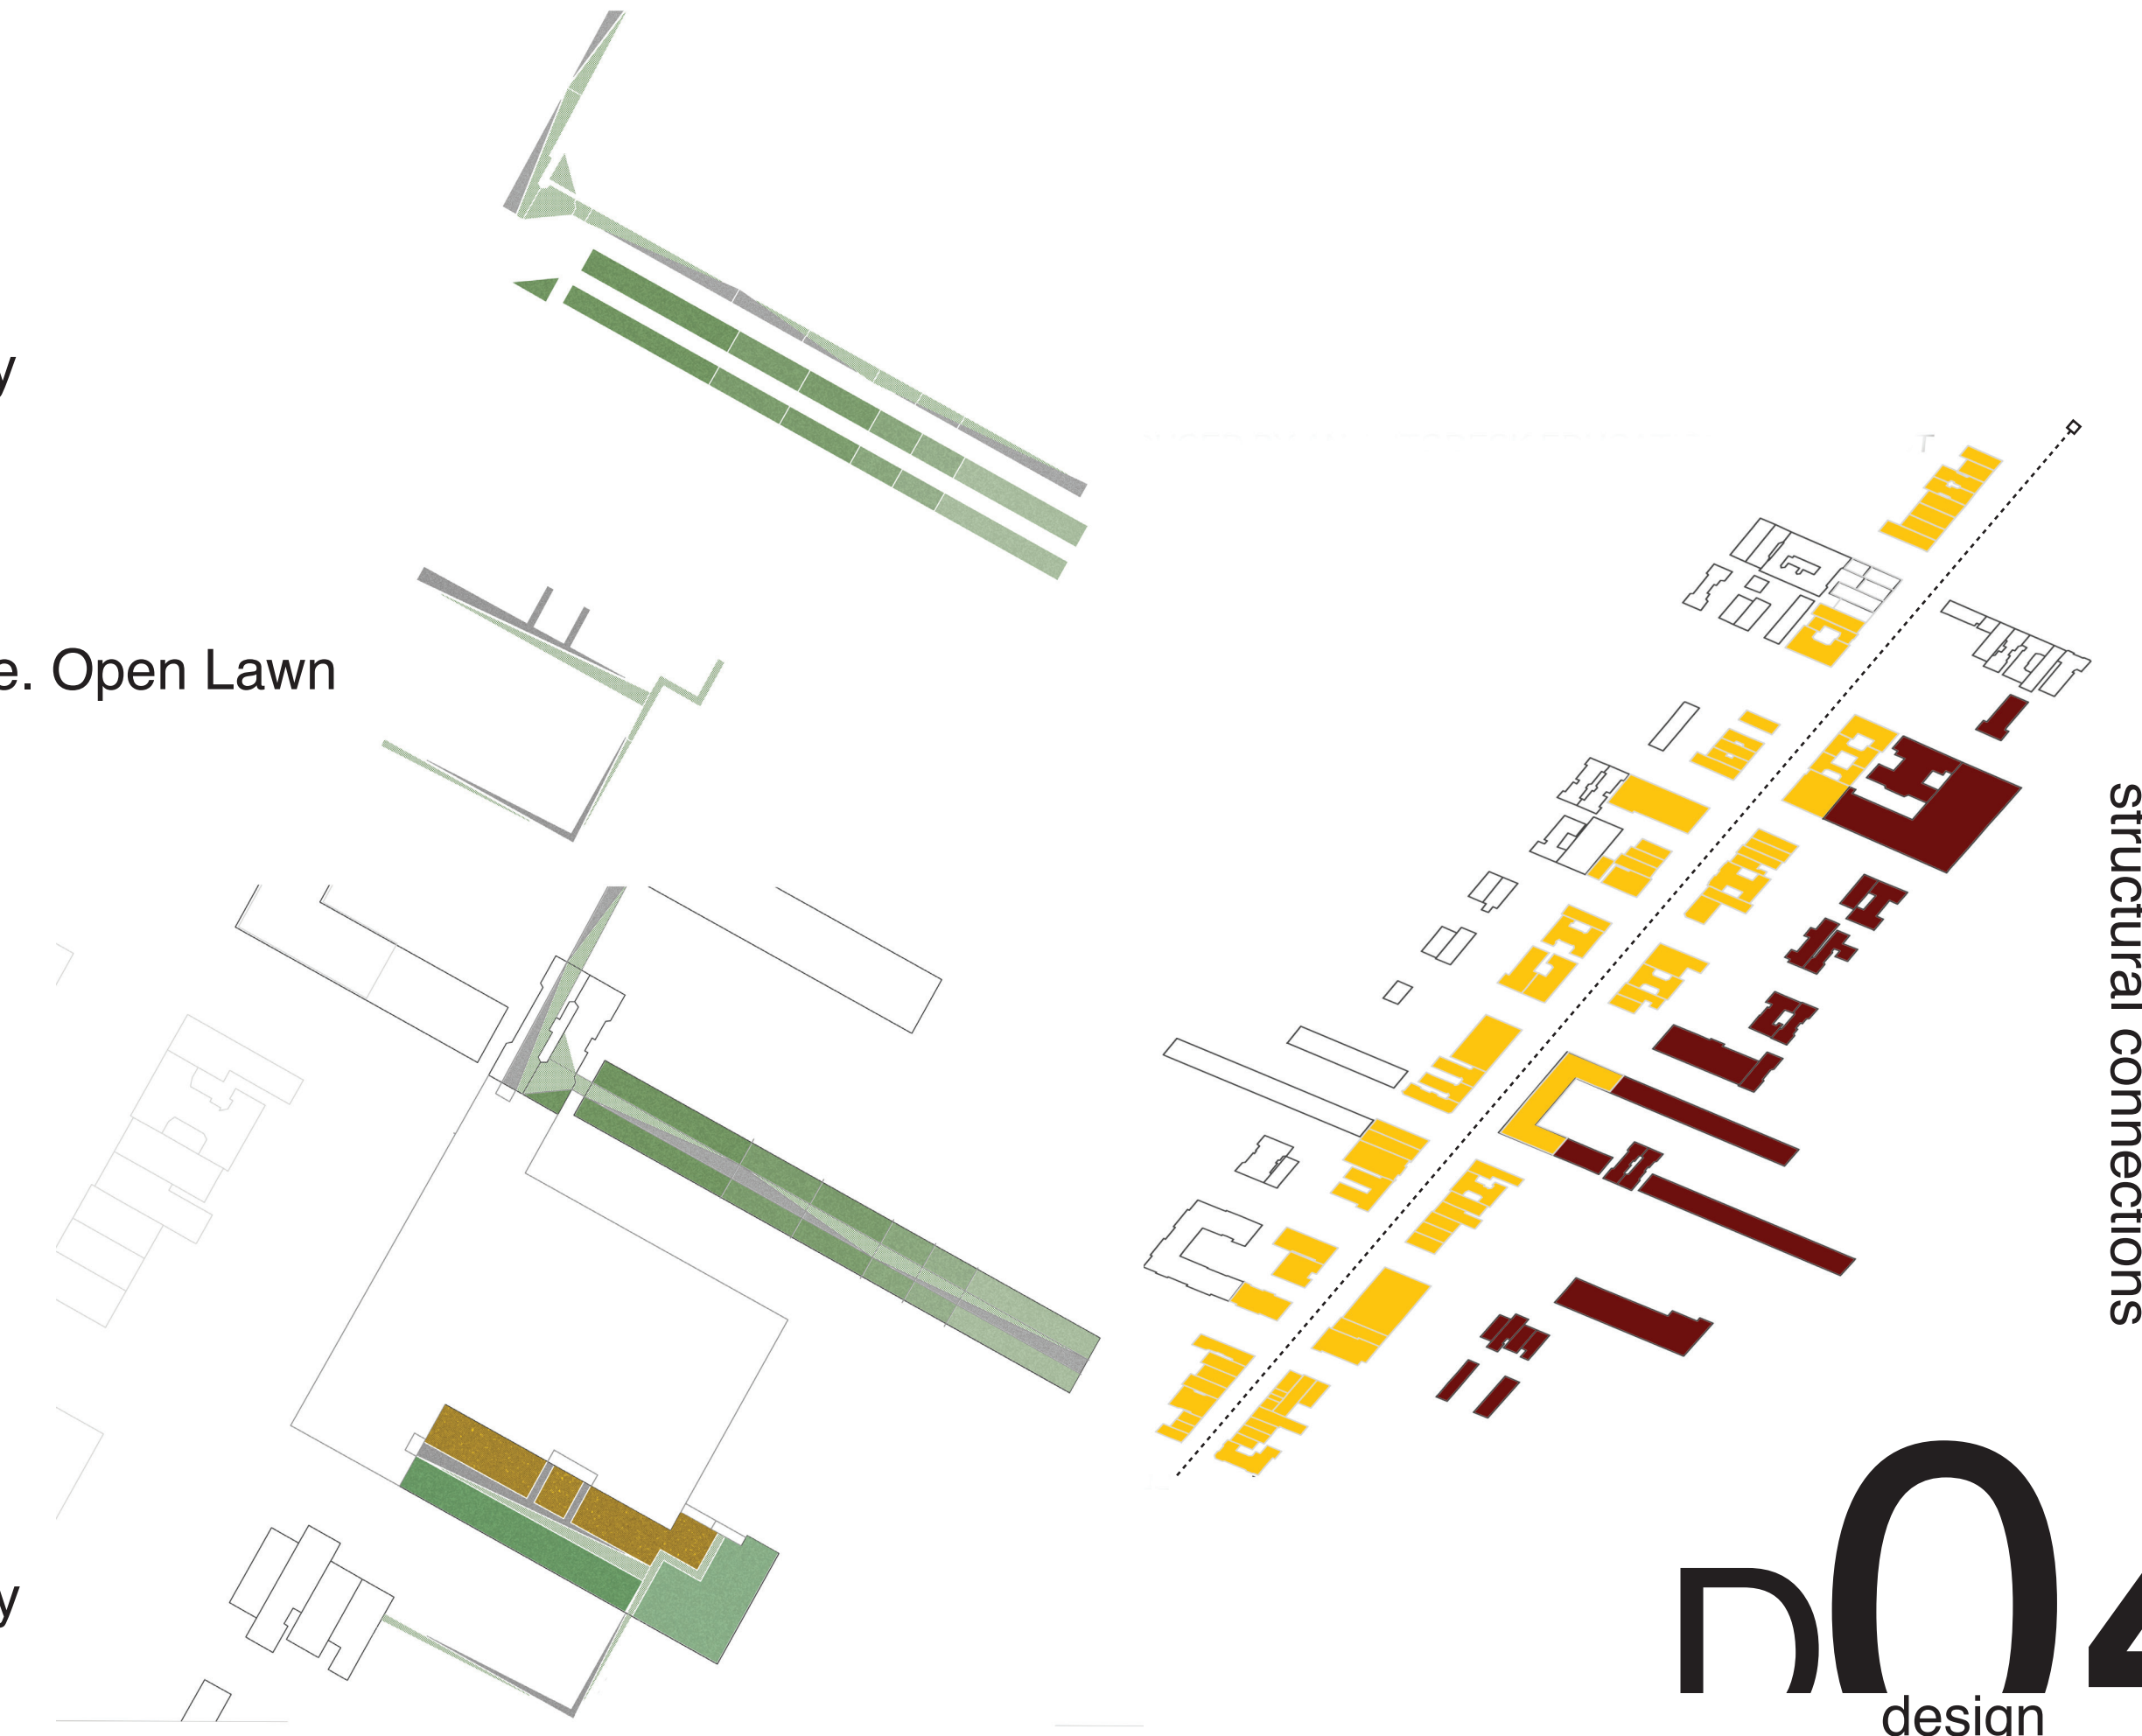 y
e. Open Lawn
y
structural connections
D04
design